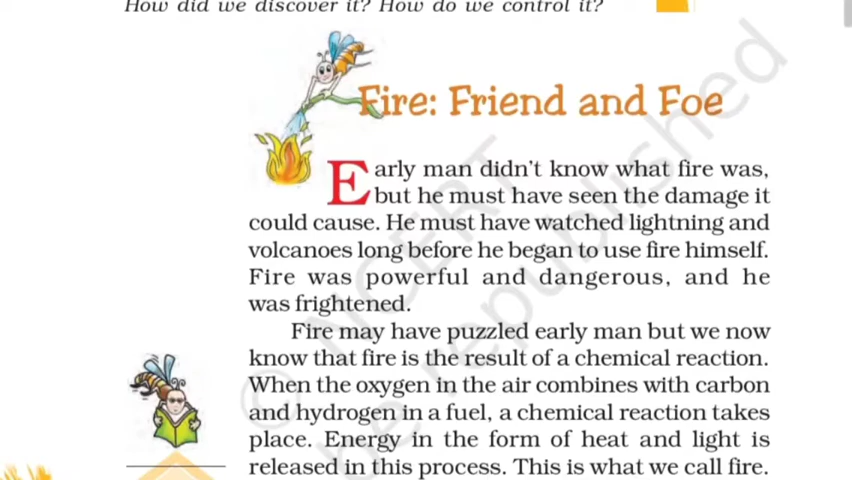 How did we discover it? How do we control it?
Fire: Friend and Foe
Early man didn't know what fire was,
but he must have seen the damage it
could cause. He must have watched lightning and
volcanoes long before he began to use fire himself.
Fire was powerful and dangerous, and he
was frightened.
Fire may have puzzled early man but we now
know that fire is the result of a chemical reaction.
When the oxygen in the air combines with carbon
and hydrogen in a fuel, a chemical reaction takes
place. Energy in the form of heat and light is
released in this process. This is what we call fire.
© NCERT
be republished